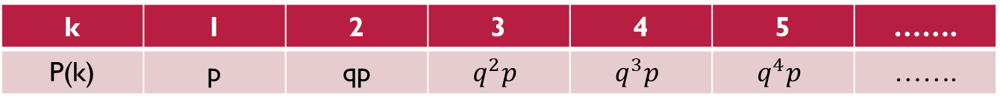 k 1 2 3 4 5 .......
P(k) p qp q²p q³p q⁴p .......